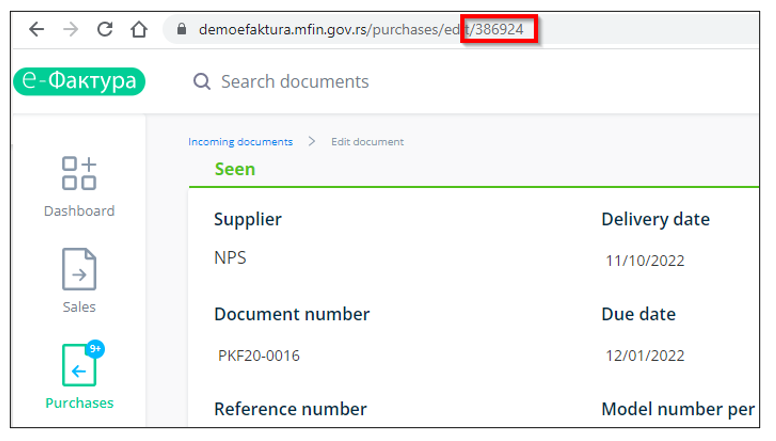 demoefaktura.mfin.gov.rs/purchases/edit/386924
е-Фактура
Search documents
Incoming documents > Edit document
Seen
Dashboard
Supplier
Delivery date
NPS
11/10/2022
Sales
Document number
Due date
9+
PKF20-0016
12/01/2022
Purchases
Reference number
Model number per